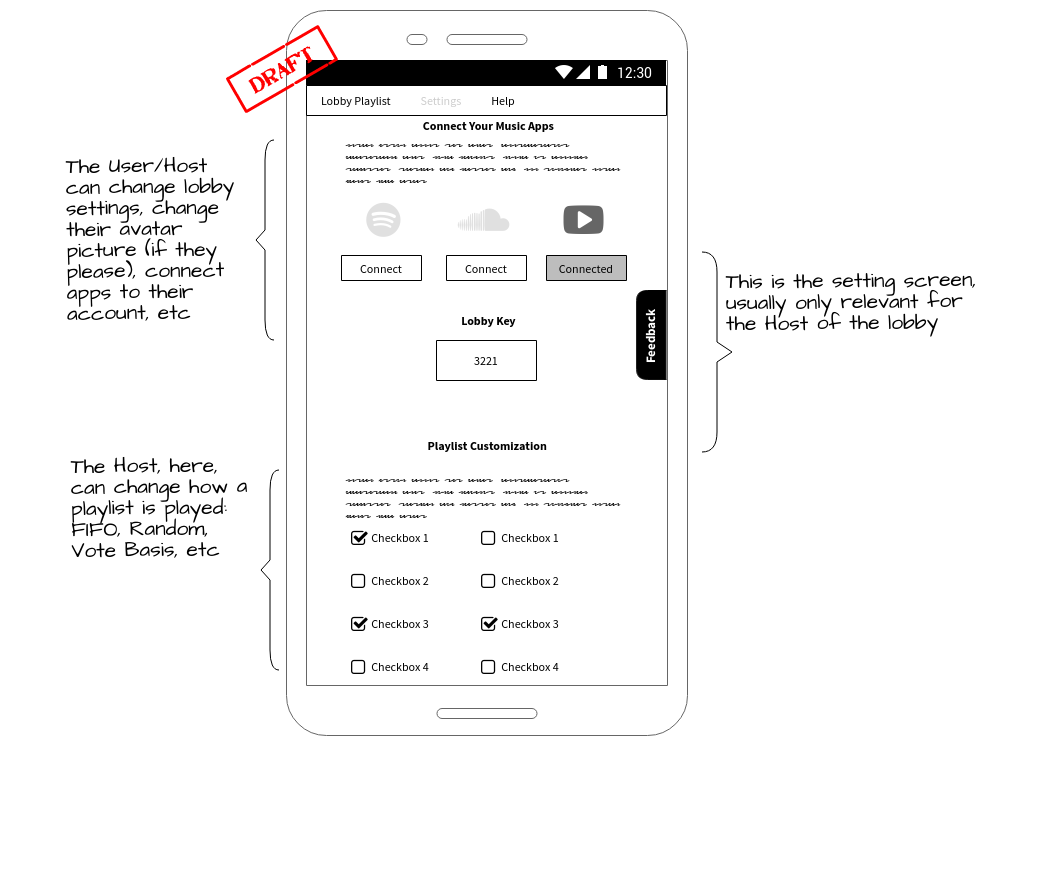 DRAFT
12:30
Lobby Playlist Settings Help
Connect Your Music Apps
The User/Host
can change lobby
settings, change
their avatar
picture (if they
please), connect
apps to their
account, etc
Connect Connect Connected
This is the setting screen,
usually only relevant for
the Host of the lobby
Feedback
Lobby Key
3221
Playlist Customization
The Host, here,
can change how a
playlist is played:
FIFO, Random,
Vote Basis, etc
Checkbox 1 Checkbox 1
Checkbox 2 Checkbox 2
Checkbox 3 Checkbox 3
Checkbox 4 Checkbox 4